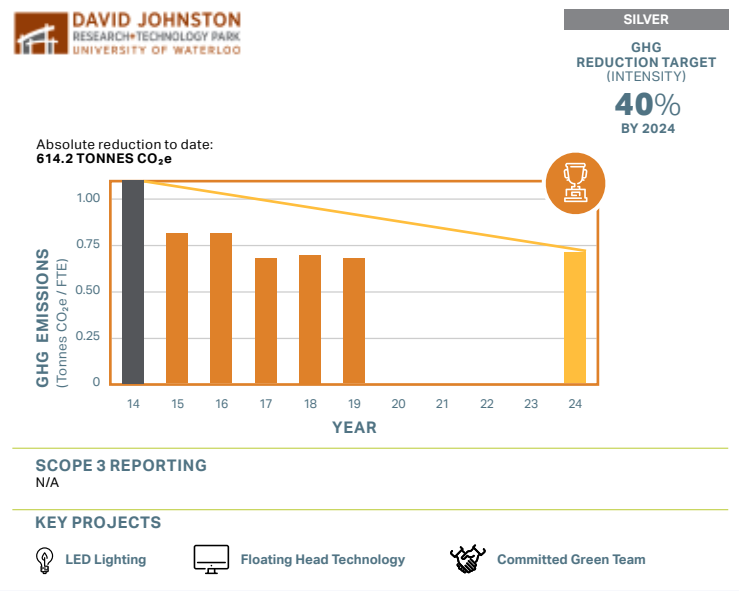 DAVID JOHNSTON
RESEARCH+TECHNOLOGY PARK
UNIVERSITY OF WATERLOO
SILVER
GHG
REDUCTION TARGET
(INTENSITY)
40%
BY 2024
Absolute reduction to date:
614.2 TONNES CO₂e
GHG EMISSIONS
(Tonnes CO₂e / FTE)
1.00
0.75
0.50
0.25
0
14 15 16 17 18 19 20 21 22 23 24
YEAR
SCOPE 3 REPORTING
N/A
KEY PROJECTS
LED Lighting Floating Head Technology Committed Green Team